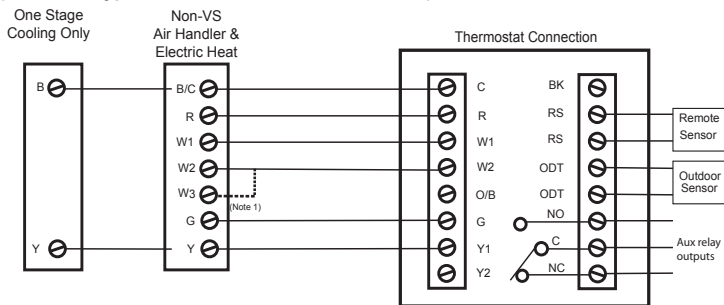 One Stage
Cooling Only
Non-VS
Air Handler &
Electric Heat
Thermostat Connection
B
Y
B/C
R
W1
W2
W3
(Note 1)
G
Y
C
R
W1
W2
O/B
G
Y1
Y2
BK
RS
RS
ODT
ODT
NO
C
NC
Remote
Sensor
Outdoor
Sensor
Aux relay
outputs